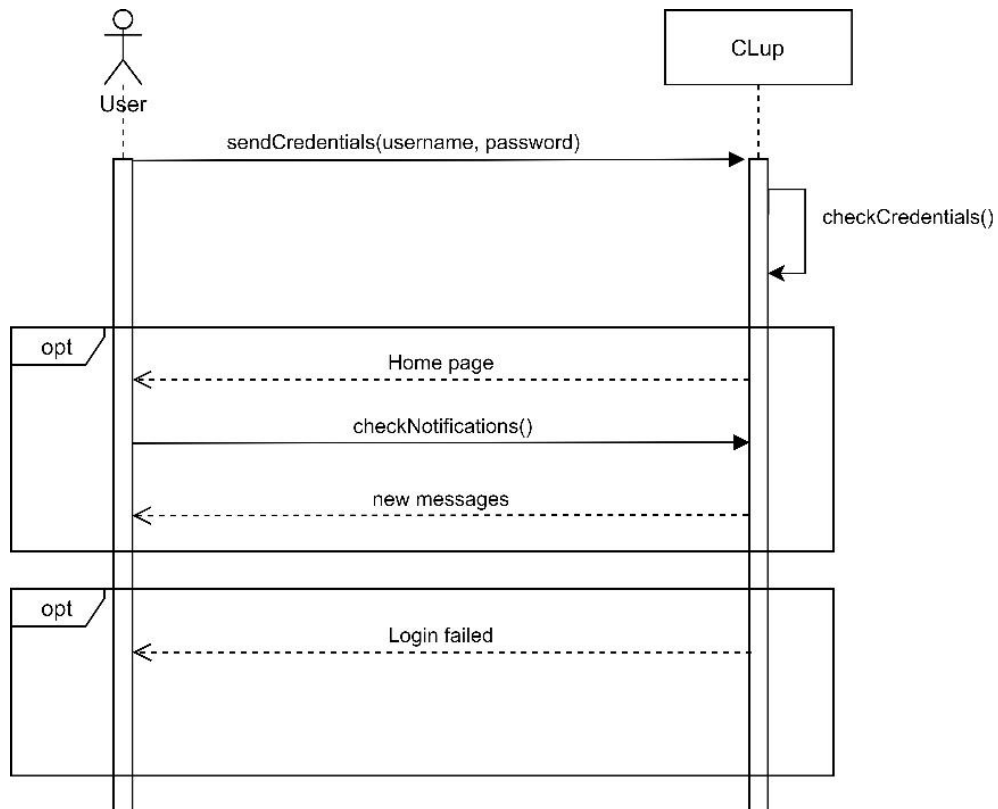 User
CLup
sendCredentials(username, password)
checkCredentials()
opt
Home page
checkNotifications()
new messages
opt
Login failed